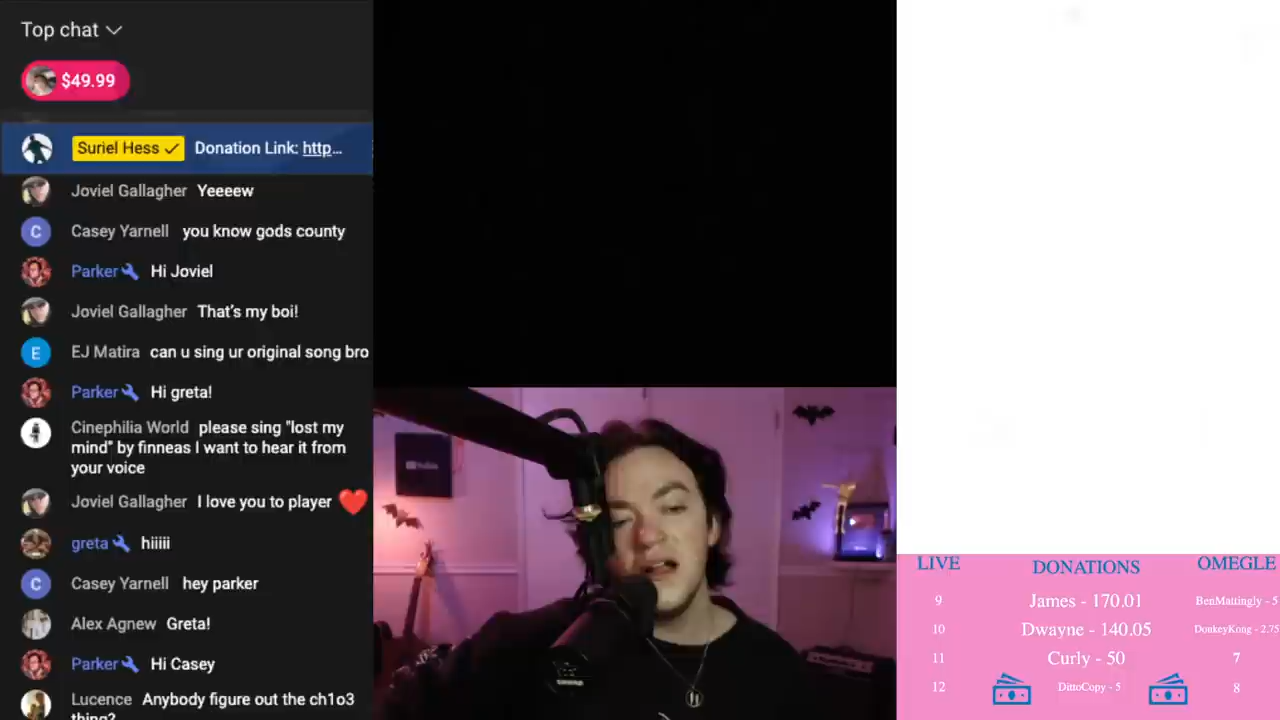 Top chat
$49.99
Suriel Hess Donation Link: http...
Joviel Gallagher Yeeeew
Casey Yarnell you know gods county
Parker Hi Joviel
Joviel Gallagher That's my boi!
EJ Matira can u sing ur original song bro
Parker Hi greta!
Cinephilia World please sing "lost my
mind" by finneas I want to hear it from
your voice
Joviel Gallagher I love you to player
greta hiiiii
Casey Yarnell hey parker
Alex Agnew Greta!
Parker Hi Casey
Lucence Anybody figure out the ch1o3
thing?
YouTube
SHURE
LIVE DONATIONS OMEGLE
9 James - 170.01 BenMattingly - 5
10 Dwayne - 140.05 DonkeyKong - 2.75
11 Curly - 50 7
12 DittoCopy - 5 8